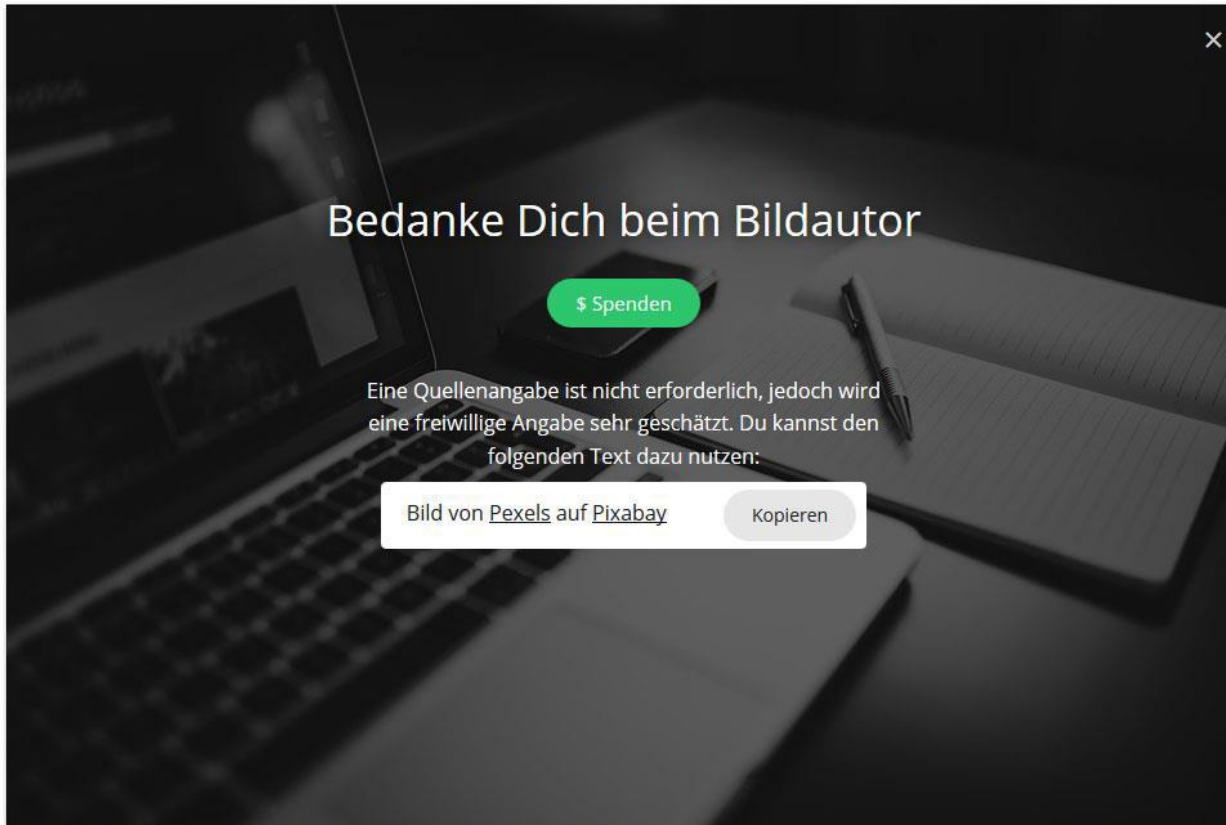 Bedanke Dich beim Bildautor
$ Spenden
Eine Quellenangabe ist nicht erforderlich, jedoch wird
eine freiwillige Angabe sehr geschätzt. Du kannst den
folgenden Text dazu nutzen:
Bild von Pexels auf Pixabay
Kopieren